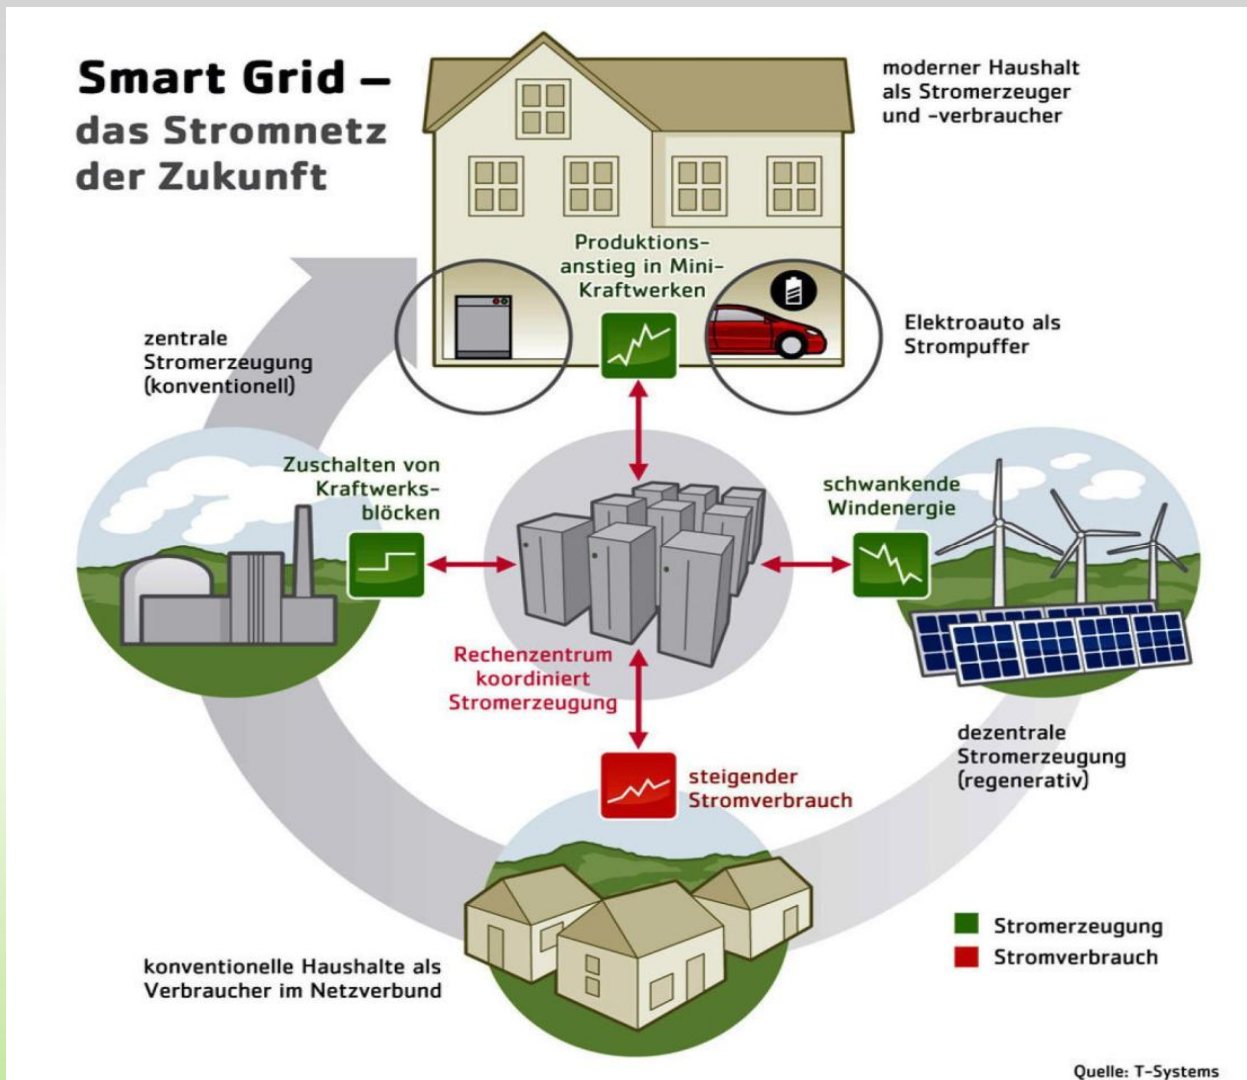 Smart Grid –
das Stromnetz
der Zukunft
moderner Haushalt
als Stromerzeuger
und -verbraucher
Produktions-
anstieg in Mini-
Kraftwerken
Elektroauto als
Strompuffer
zentrale
Stromerzeugung
(konventionell)
Zuschalten von
Kraftwerks-
blöcken
schwankende
Windenergie
Rechenzentrum
koordiniert
Stromerzeugung
dezentrale
Stromerzeugung
(regenerativ)
steigender
Stromverbrauch
konventionelle Haushalte als
Verbraucher im Netzverbund
Stromerzeugung
Stromverbrauch
Quelle: T-Systems